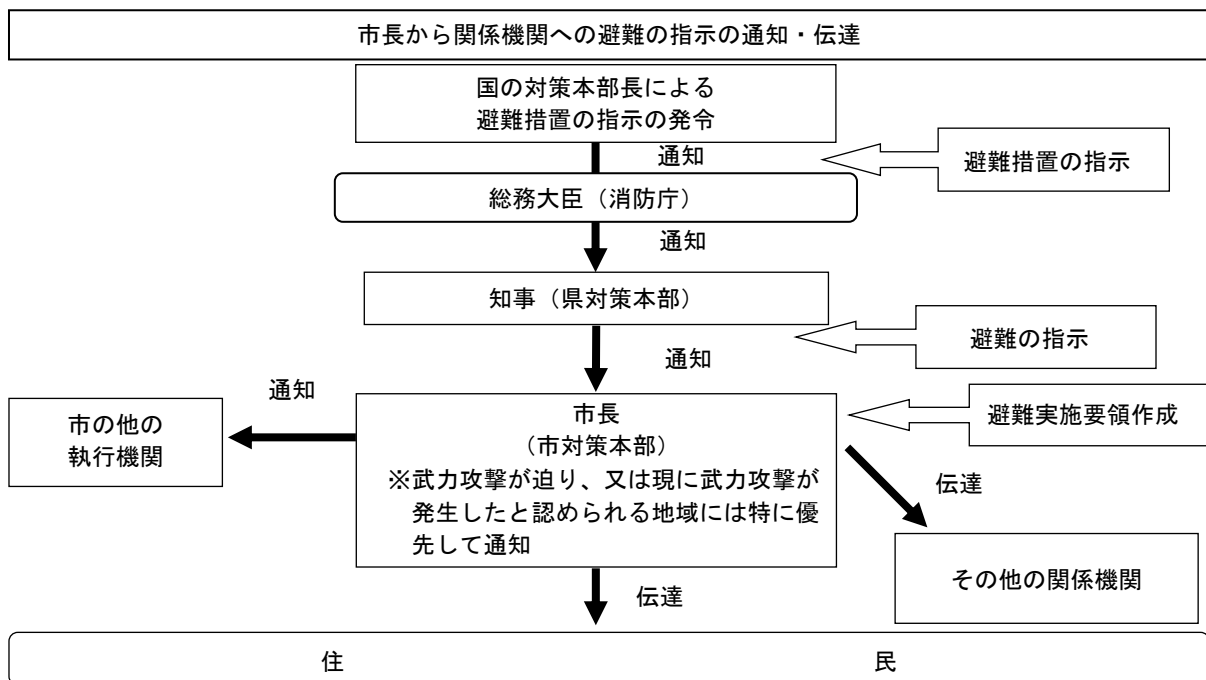 市長から関係機関への避難の指示の通知・伝達
国の対策本部長による
避難措置の指示の発令
通知
避難措置の指示
総務大臣（消防庁）
通知
知事（県対策本部）
避難の指示
通知
通知
市の他の
執行機関
市長
（市対策本部）
※武力攻撃が迫り、又は現に武力攻撃が
発生したと認められる地域には特に優
先して通知
避難実施要領作成
伝達
その他の関係機関
伝達
住　民